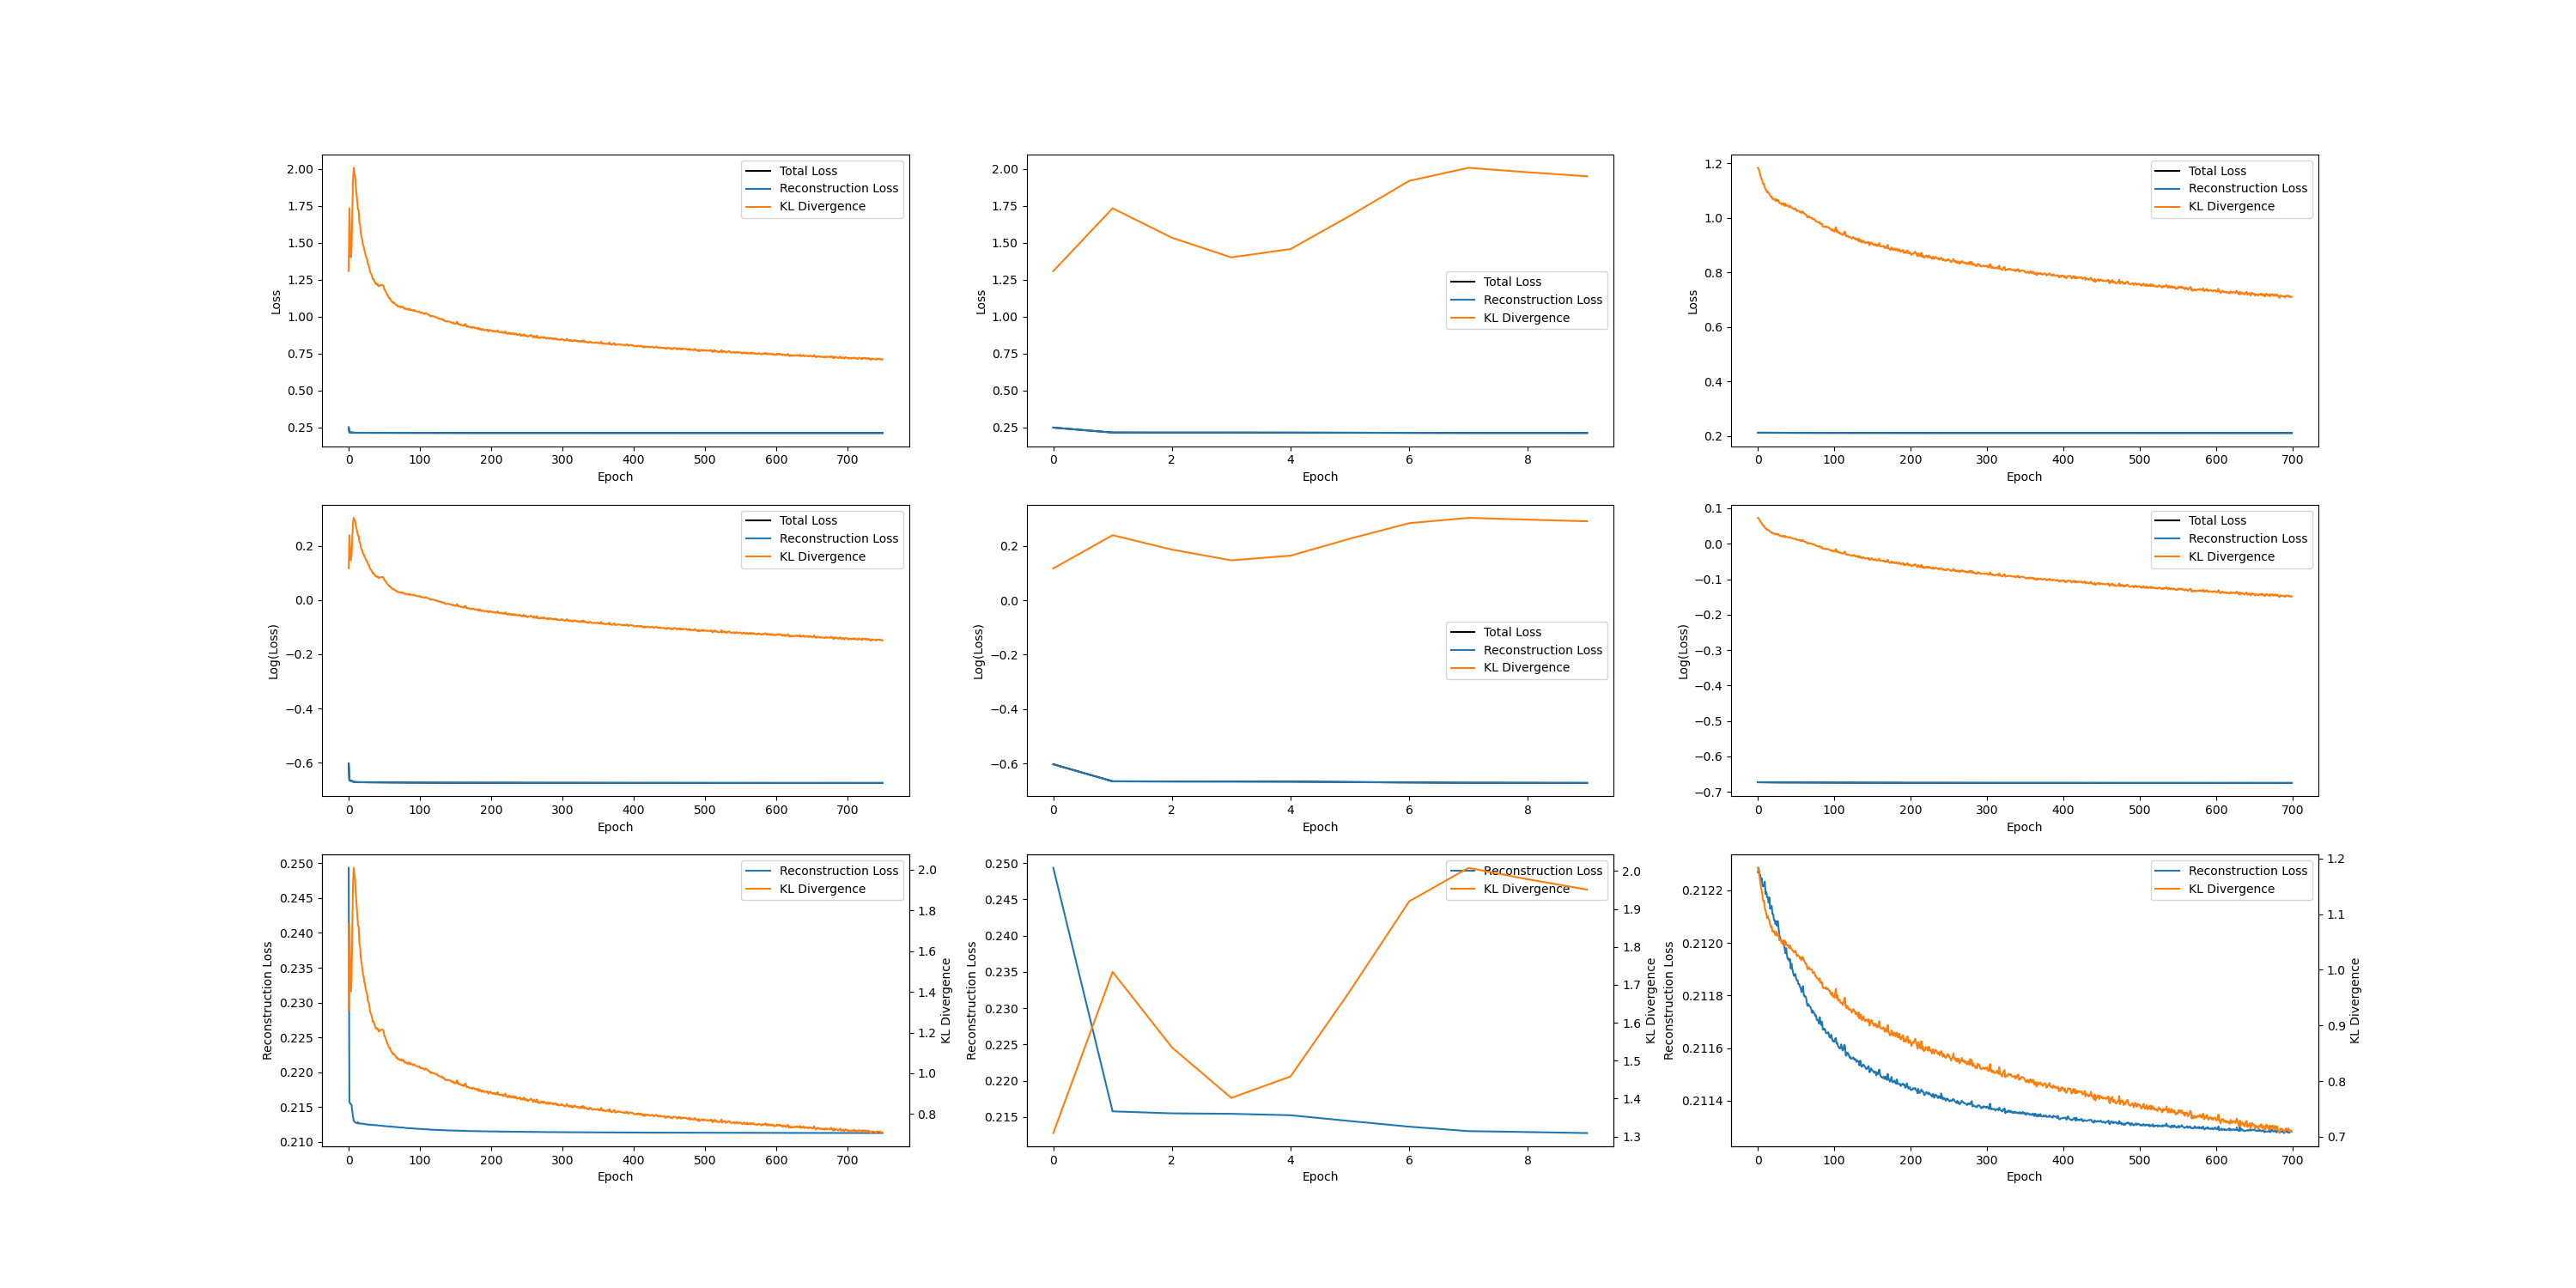 2.00
1.75
1.50
1.25
1.00
0.75
0.50
0.25
Loss
0 100 200 300 400 500 600 700
Epoch
Total Loss
Reconstruction Loss
KL Divergence
2.00
1.75
1.50
1.25
1.00
0.75
0.50
0.25
Loss
0 2 4 6 8
Epoch
Total Loss
Reconstruction Loss
KL Divergence
1.2
1.0
0.8
0.6
0.4
0.2
Loss
0 100 200 300 400 500 600 700
Epoch
Total Loss
Reconstruction Loss
KL Divergence
0.2
0.0
−0.2
−0.4
−0.6
Log(Loss)
0 100 200 300 400 500 600 700
Epoch
Total Loss
Reconstruction Loss
KL Divergence
0.2
0.0
−0.2
−0.4
−0.6
Log(Loss)
0 2 4 6 8
Epoch
Total Loss
Reconstruction Loss
KL Divergence
0.1
0.0
−0.1
−0.2
−0.3
−0.4
−0.5
−0.6
−0.7
Log(Loss)
0 100 200 300 400 500 600 700
Epoch
Total Loss
Reconstruction Loss
KL Divergence
0.250
0.245
0.240
0.235
0.230
0.225
0.220
0.215
0.210
Reconstruction Loss
0 100 200 300 400 500 600 700
Epoch
Reconstruction Loss
KL Divergence
2.0
1.8
1.6
1.4
1.2
1.0
0.8
KL Divergence
0.250
0.245
0.240
0.235
0.230
0.225
0.220
0.215
Reconstruction Loss
0 2 4 6 8
Epoch
Reconstruction Loss
KL Divergence
2.0
1.9
1.8
1.7
1.6
1.5
1.4
1.3
KL Divergence
0.21222
0.2120
0.2118
0.2116
0.2114
Reconstruction Loss
0 100 200 300 400 500 600 700
Epoch
Reconstruction Loss
KL Divergence
1.2
1.1
1.0
0.9
0.8
0.7
KL Divergence